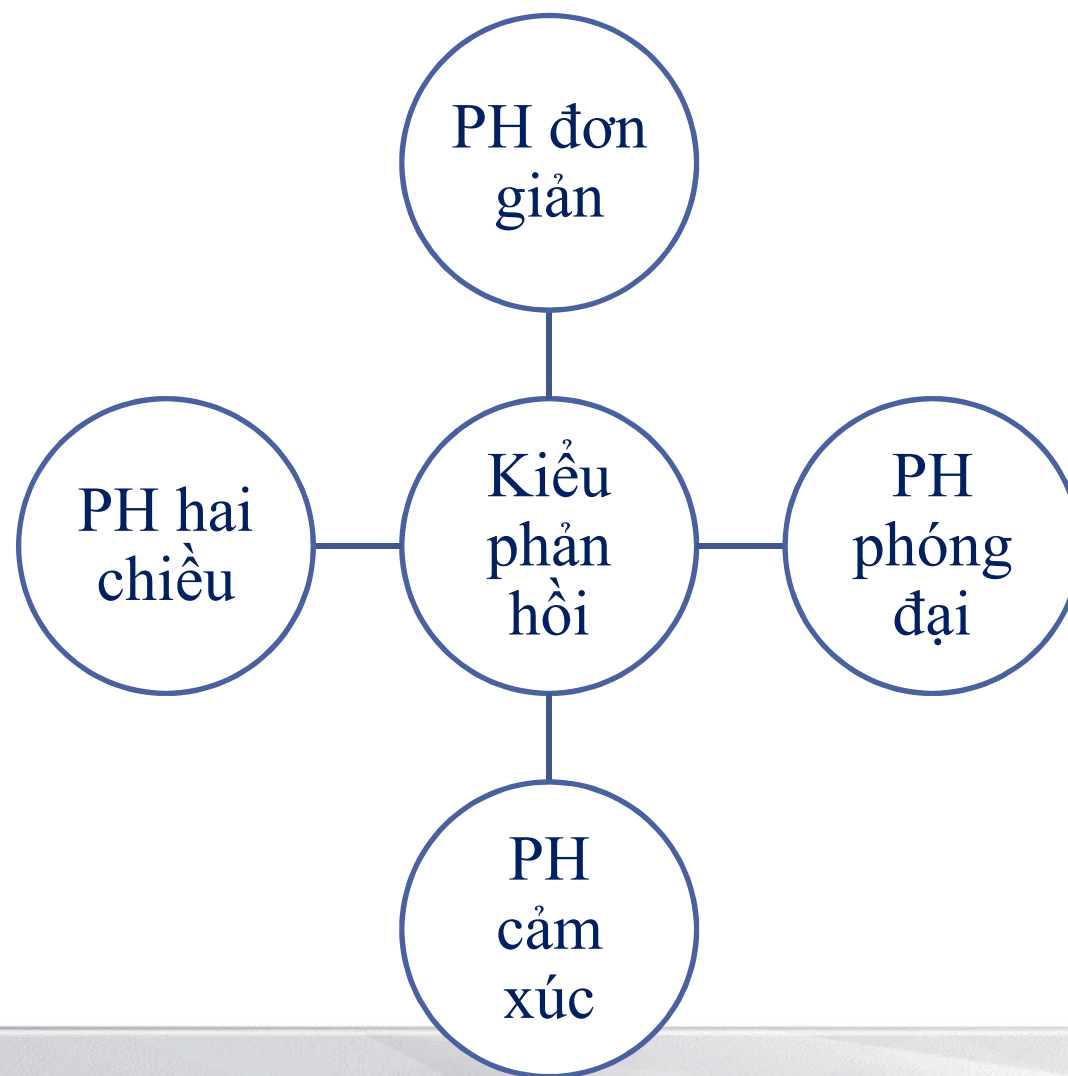 PH đơn
giản
PH hai
chiều
Kiểu
phản
hồi
PH
phóng
đại
PH
cảm
xúc